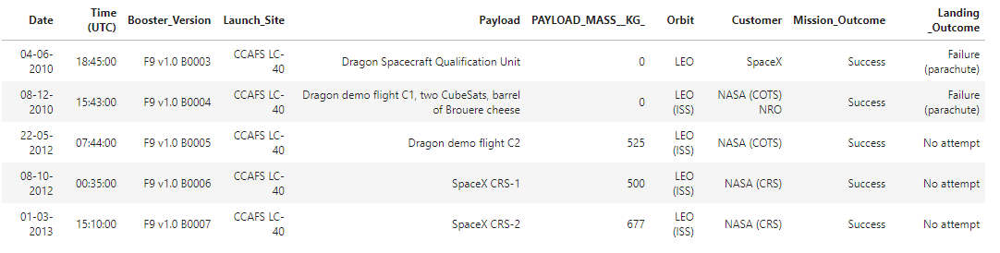 Date Time (UTC) Booster_Version Launch_Site Payload PAYLOAD_MASS__KG_ Orbit Customer Mission_Outcome Landing _Outcome
04-06-2010 18:45:00 F9 v1.0 B0003 CCAFS LC-40 Dragon Spacecraft Qualification Unit 0 LEO SpaceX Success Failure (parachute)
08-12-2010 15:43:00 F9 v1.0 B0004 CCAFS LC-40 Dragon demo flight C1, two CubeSats, barrel of Brouere cheese 0 LEO (ISS) NASA (COTS) NRO Success Failure (parachute)
22-05-2012 07:44:00 F9 v1.0 B0005 CCAFS LC-40 Dragon demo flight C2 525 LEO (ISS) NASA (COTS) Success No attempt
08-10-2012 00:35:00 F9 v1.0 B0006 CCAFS LC-40 SpaceX CRS-1 500 LEO (ISS) NASA (CRS) Success No attempt
01-03-2013 15:10:00 F9 v1.0 B0007 CCAFS LC-40 SpaceX CRS-2 677 LEO (ISS) NASA (CRS) Success No attempt